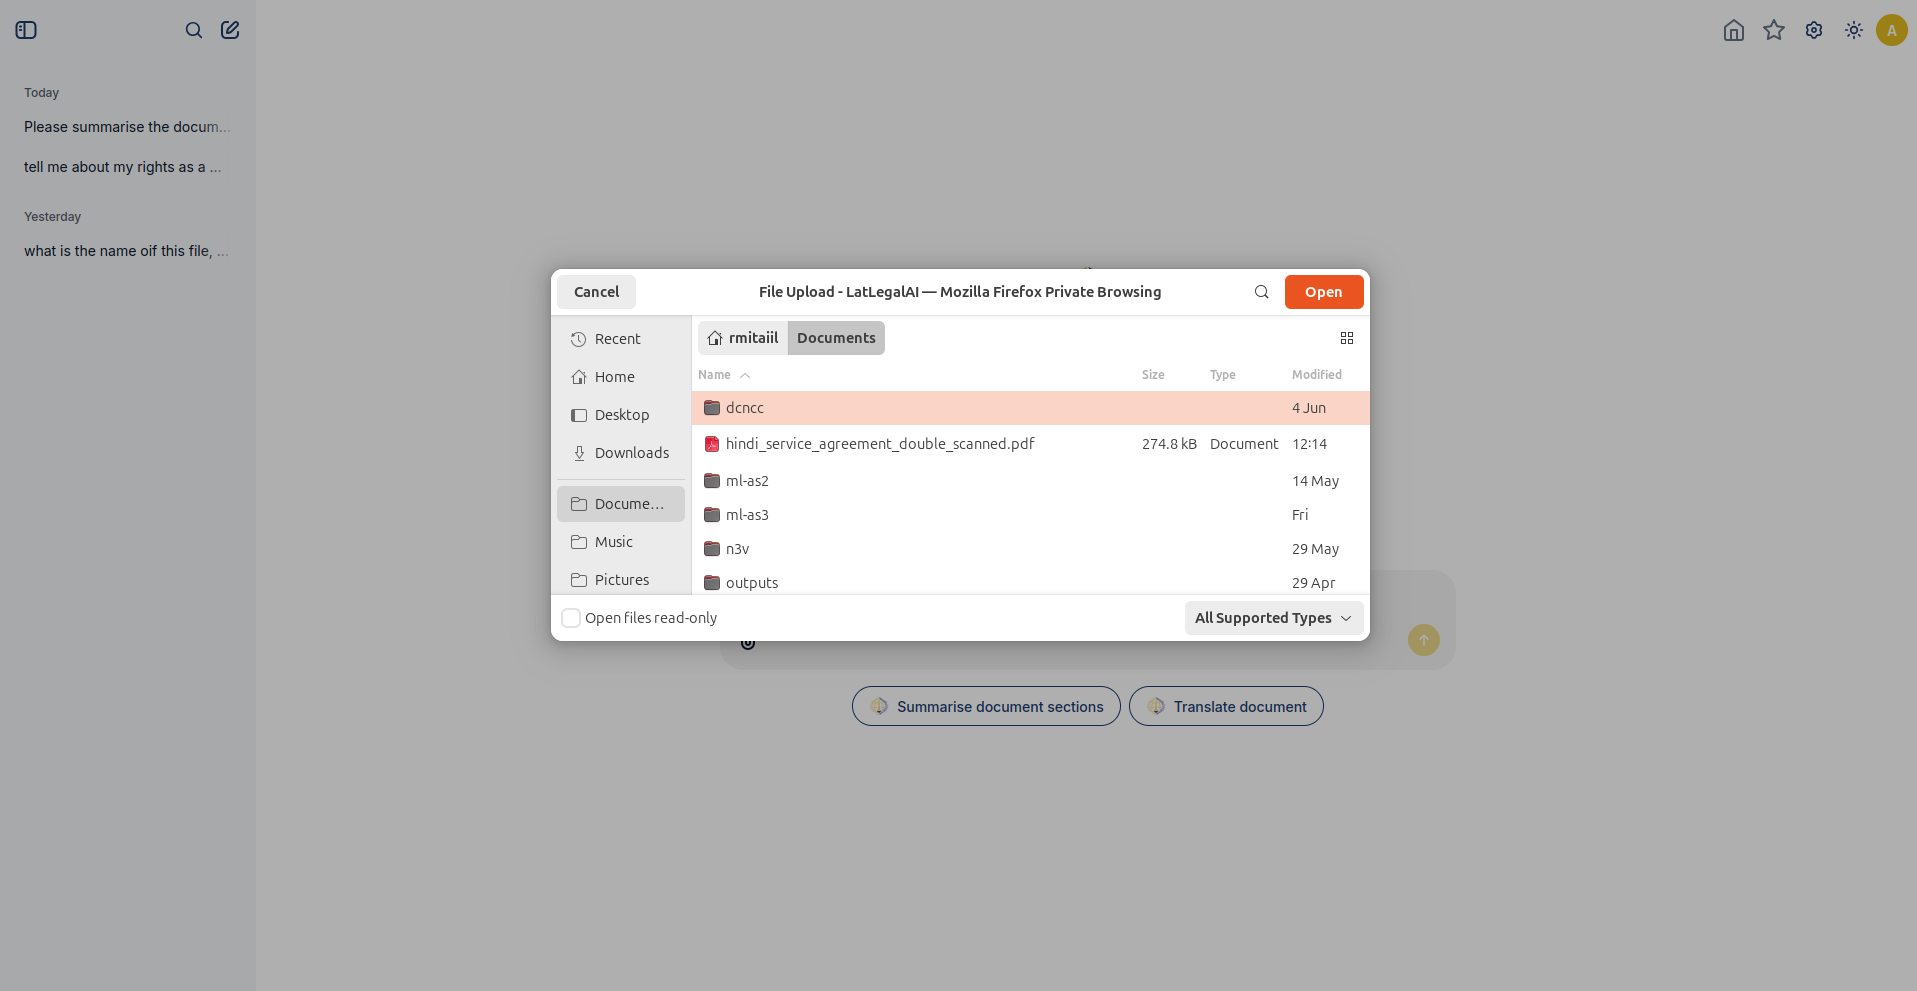 A
Today
Please summarise the docum...
tell me about my rights as a ...
Yesterday
what is the name oif this file, ...
Cancel
File Upload - LatLegalAI — Mozilla Firefox Private Browsing
Open
Recent
Home
Desktop
Downloads
Docume...
Music
Pictures
rmitaiil Documents
Name Size Type Modified
dcncc 4 Jun
hindi_service_agreement_double_scanned.pdf 274.8 kB Document 12:14
ml-as2 14 May
ml-as3 Fri
n3v 29 May
outputs 29 Apr
Open files read-only
All Supported Types
Summarise document sections
Translate document